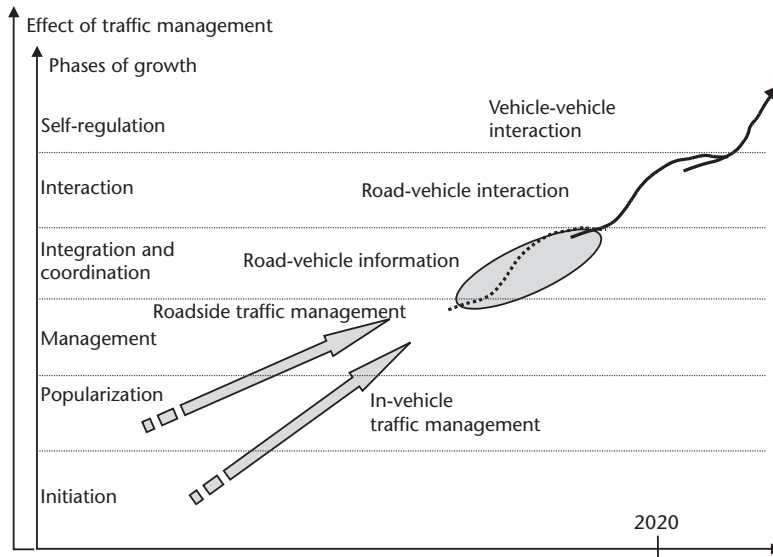 Effect of traffic management
Phases of growth
Self-regulation
Vehicle-vehicle
interaction
Interaction
Road-vehicle interaction
Integration and
coordination
Road-vehicle information
Roadside traffic management
Management
Popularization
In-vehicle
traffic management
Initiation
2020